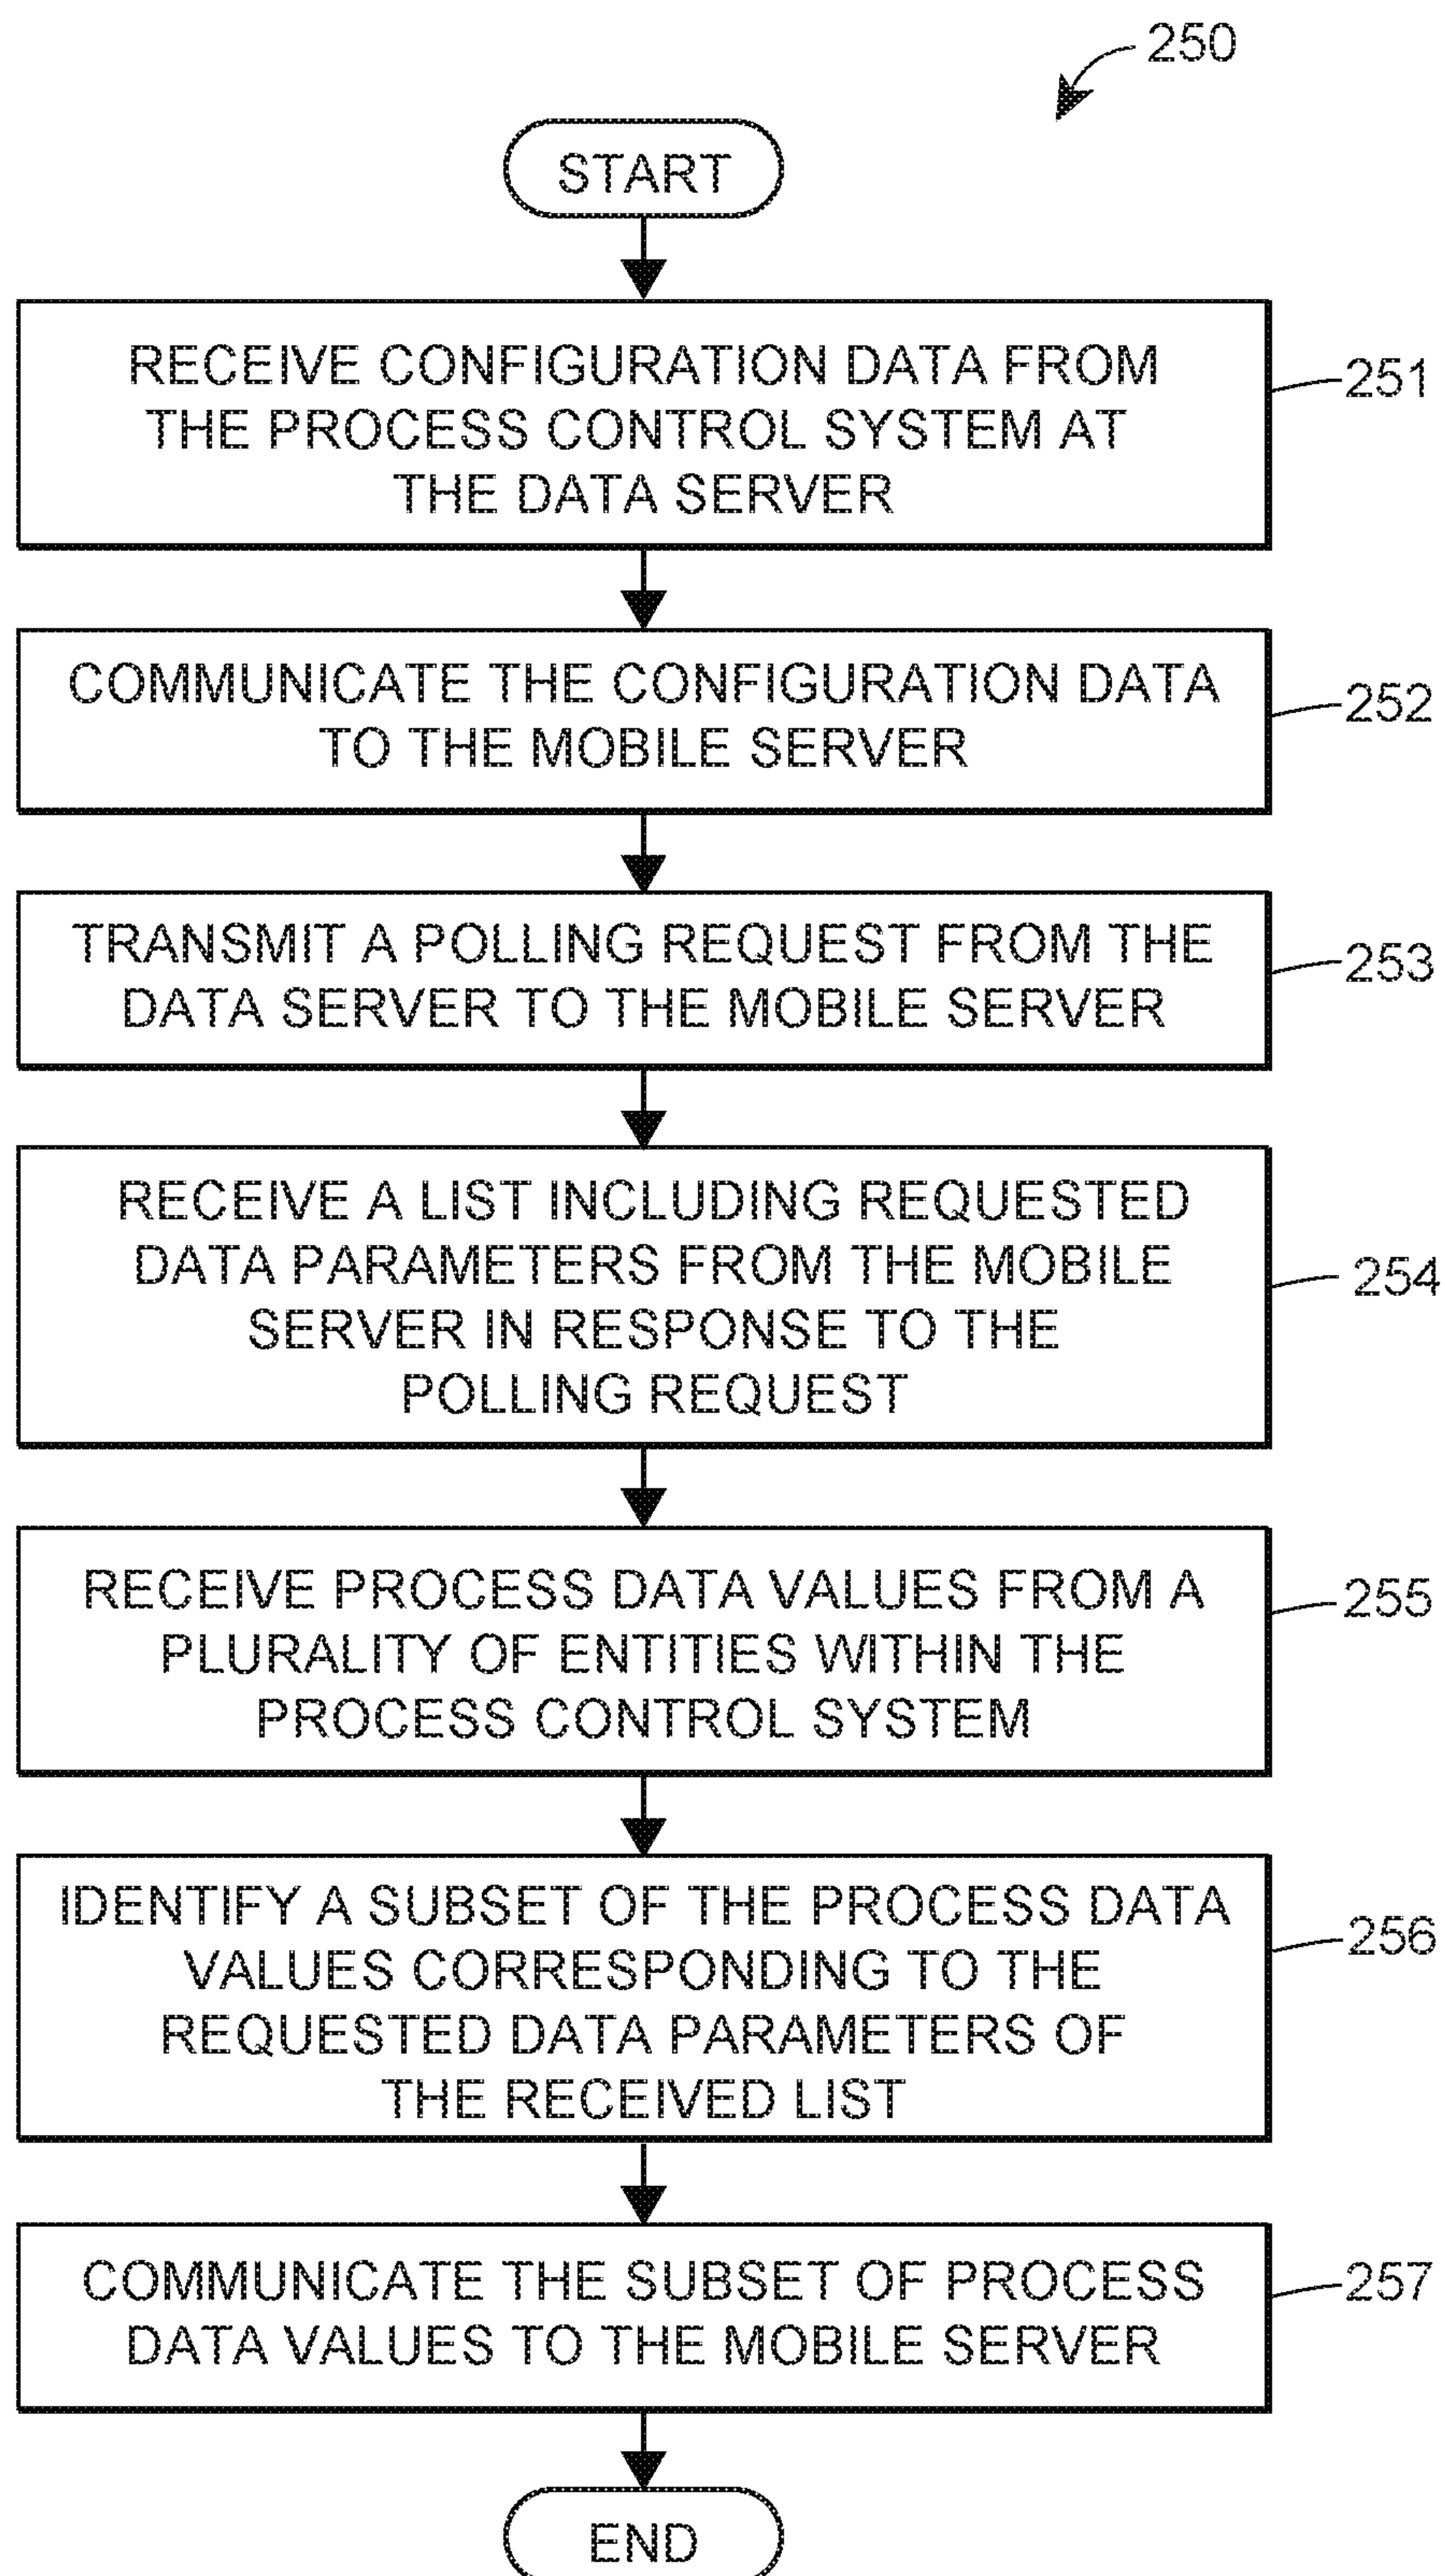 250
START
RECEIVE CONFIGURATION DATA FROM
THE PROCESS CONTROL SYSTEM AT
THE DATA SERVER
251
COMMUNICATE THE CONFIGURATION DATA
TO THE MOBILE SERVER
252
TRANSMIT A POLLING REQUEST FROM THE
DATA SERVER TO THE MOBILE SERVER
253
RECEIVE A LIST INCLUDING REQUESTED
DATA PARAMETERS FROM THE MOBILE
SERVER IN RESPONSE TO THE
POLLING REQUEST
254
RECEIVE PROCESS DATA VALUES FROM A
PLURALITY OF ENTITIES WITHIN THE
PROCESS CONTROL SYSTEM
255
IDENTIFY A SUBSET OF THE PROCESS DATA
VALUES CORRESPONDING TO THE
REQUESTED DATA PARAMETERS OF
THE RECEIVED LIST
256
COMMUNICATE THE SUBSET OF PROCESS
DATA VALUES TO THE MOBILE SERVER
257
END